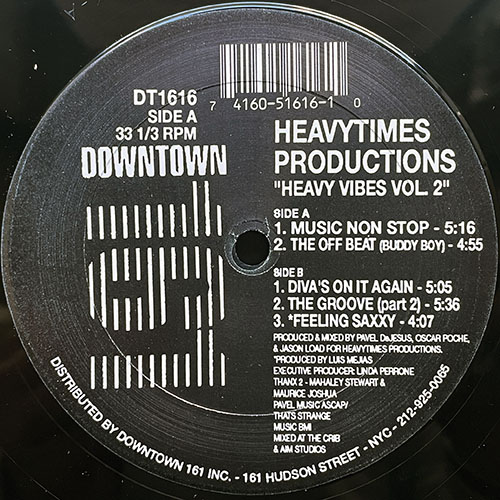 7 4160-51616-1 0
DT1616
SIDE A
33 1/3 RPM
DOWNTOWN
HEAVYTIMES
PRODUCTIONS
"HEAVY VIBES VOL. 2"
SIDE A
1. MUSIC NON STOP - 5:16
2. THE OFF BEAT (BUDDY BOY) - 4:55
SIDE B
1. DIVA'S ON IT AGAIN - 5:05
2. THE GROOVE (part 2) - 5:36
3. *FEELING SAXXY - 4:07
PRODUCED & MIXED BY PAVEL DeJESUS, OSCAR POCHE,
& JASON LOAD FOR HEAVYTIMES PRODUCTIONS.
*PRODUCED BY LUIS MEJIAS
EXECUTIVE PRODUCER: LINDA PERRONE
THANX 2 - MAHALEY STEWART &
MAURICE JOSHUA
PAVEL MUSIC ASCAP/
THATS STRANGE
MUSIC BMI
MIXED AT THE CRIB
& AIM STUDIOS
DISTRIBUTED BY DOWNTOWN 161 INC. - 161 HUDSON STREET - NYC - 212-925-0095